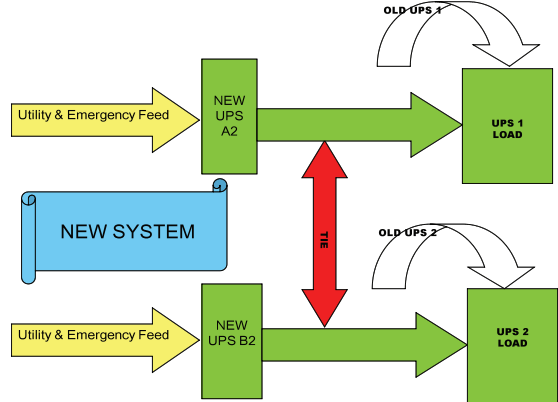 OLD UPS 1
Utility & Emergency Feed
NEW
UPS
A2
UPS 1
LOAD
NEW SYSTEM
TIE
OLD UPS 2
Utility & Emergency Feed
NEW
UPS B2
UPS 2
LOAD